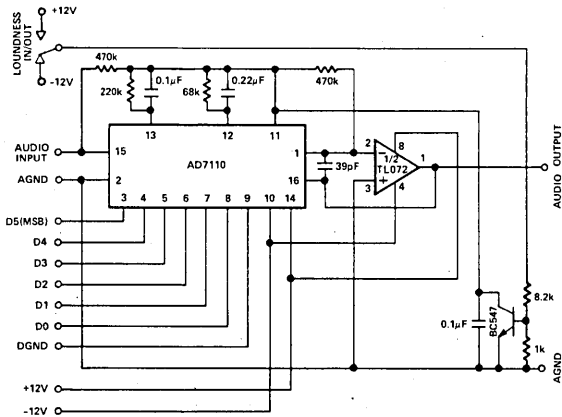 +12V
LOUNDNESS
IN/OUT
-12V
470k
220k
0.1µF
68k
0.22µF
470k
13
12
11
AUDIO
INPUT
15
AD7110
1
39pF
2
-
1/2
TL072
8
1
AUDIO OUTPUT
AGND
2
16
3
+
4
3
4
5
6
7
8
9
10
14
D5(MSB)
D4
D3
D2
D1
D0
DGND
+12V
-12V
0.1µF
BC547
8.2k
1k
AGND